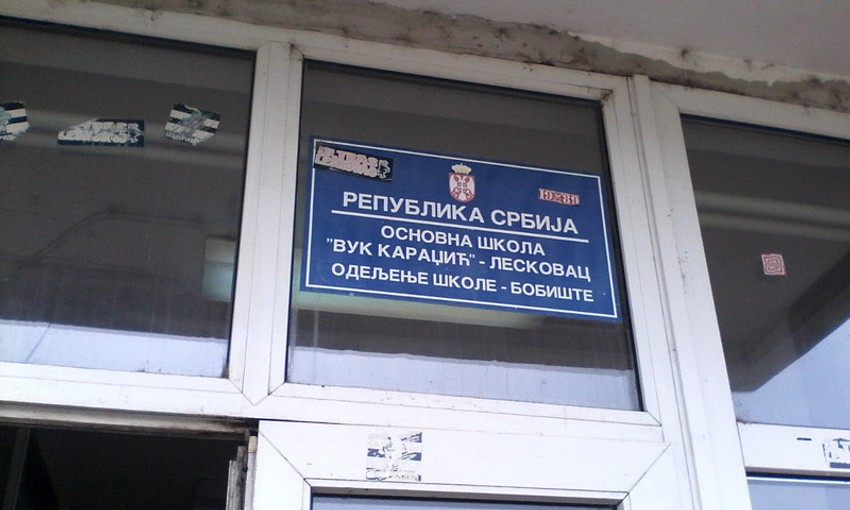 РЕПУБЛИКА СРБИЈА
ОСНОВНА ШКОЛА
"ВУК КАРАЏИЋ" - ЛЕСКОВАЦ
ОДЕЉЕЊЕ ШКОЛЕ - БОБИШТЕ